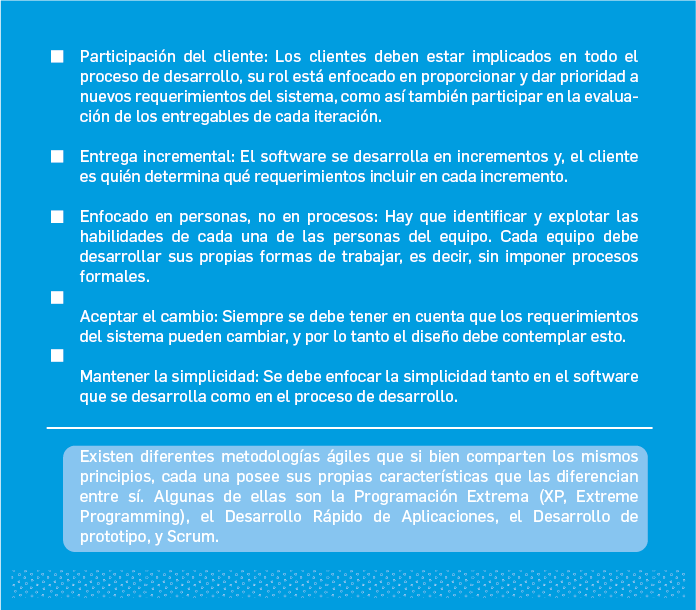 Participación del cliente: Los clientes deben estar implicados en todo el
proceso de desarrollo, su rol está enfocado en proporcionar y dar prioridad a
nuevos requerimientos del sistema, como así también participar en la evalua-
ción de los entregables de cada iteración.
Entrega incremental: El software se desarrolla en incrementos y, el cliente
es quién determina qué requerimientos incluir en cada incremento.
Enfocado en personas, no en procesos: Hay que identificar y explotar las
habilidades de cada una de las personas del equipo. Cada equipo debe
desarrollar sus propias formas de trabajar, es decir, sin imponer procesos
formales.
Aceptar el cambio: Siempre se debe tener en cuenta que los requerimientos
del sistema pueden cambiar, y por lo tanto el diseño debe contemplar esto.
Mantener la simplicidad: Se debe enfocar la simplicidad tanto en el software
que se desarrolla como en el proceso de desarrollo.
Existen diferentes metodologías ágiles que si bien comparten los mismos
principios, cada una posee sus propias características que las diferencian
entre sí. Algunas de ellas son la Programación Extrema (XP, Extreme
Programming), el Desarrollo Rápido de Aplicaciones, el Desarrollo de
prototipo, y Scrum.